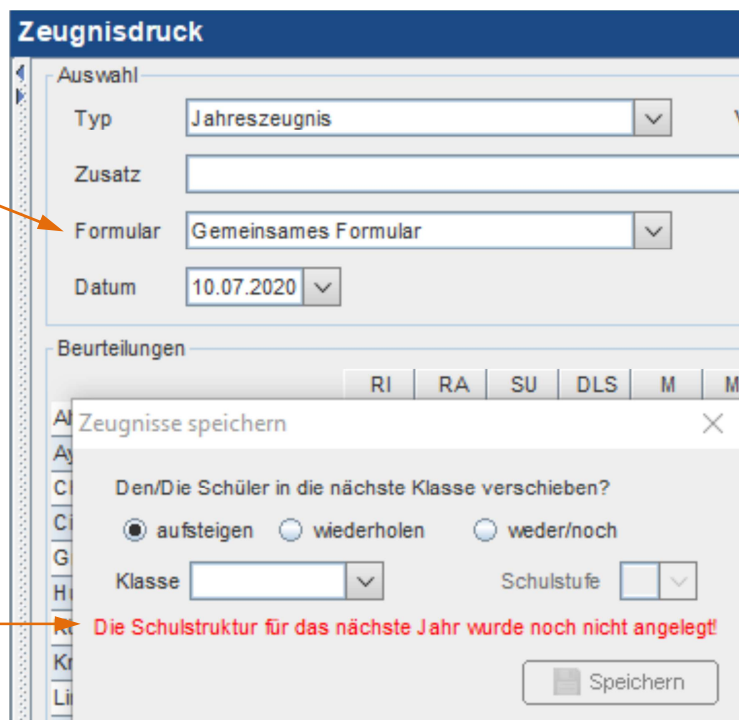 Zeugnisdruck
Auswahl
Typ Jahreszeugnis
Zusatz
Formular Gemeinsames Formular
Datum 10.07.2020
Beurteilungen
RI RA SU DLS M
Zeugnisse speichern
Den/Die Schüler in die nächste Klasse verschieben?
aufsteigen wiederholen weder/noch
Klasse Schulstufe
Die Schulstruktur für das nächste Jahr wurde noch nicht angelegt!
Speichern